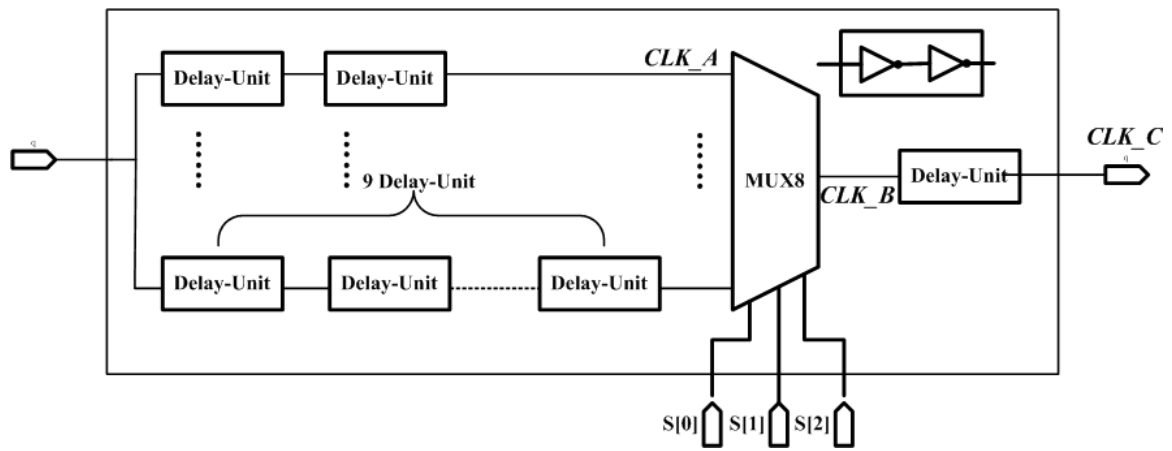 Delay-Unit Delay-Unit CLK_A
q
9 Delay-Unit
MUX8
CLK_B
Delay-Unit
CLK_C
q
Delay-Unit Delay-Unit Delay-Unit
S[0] S[1] S[2]